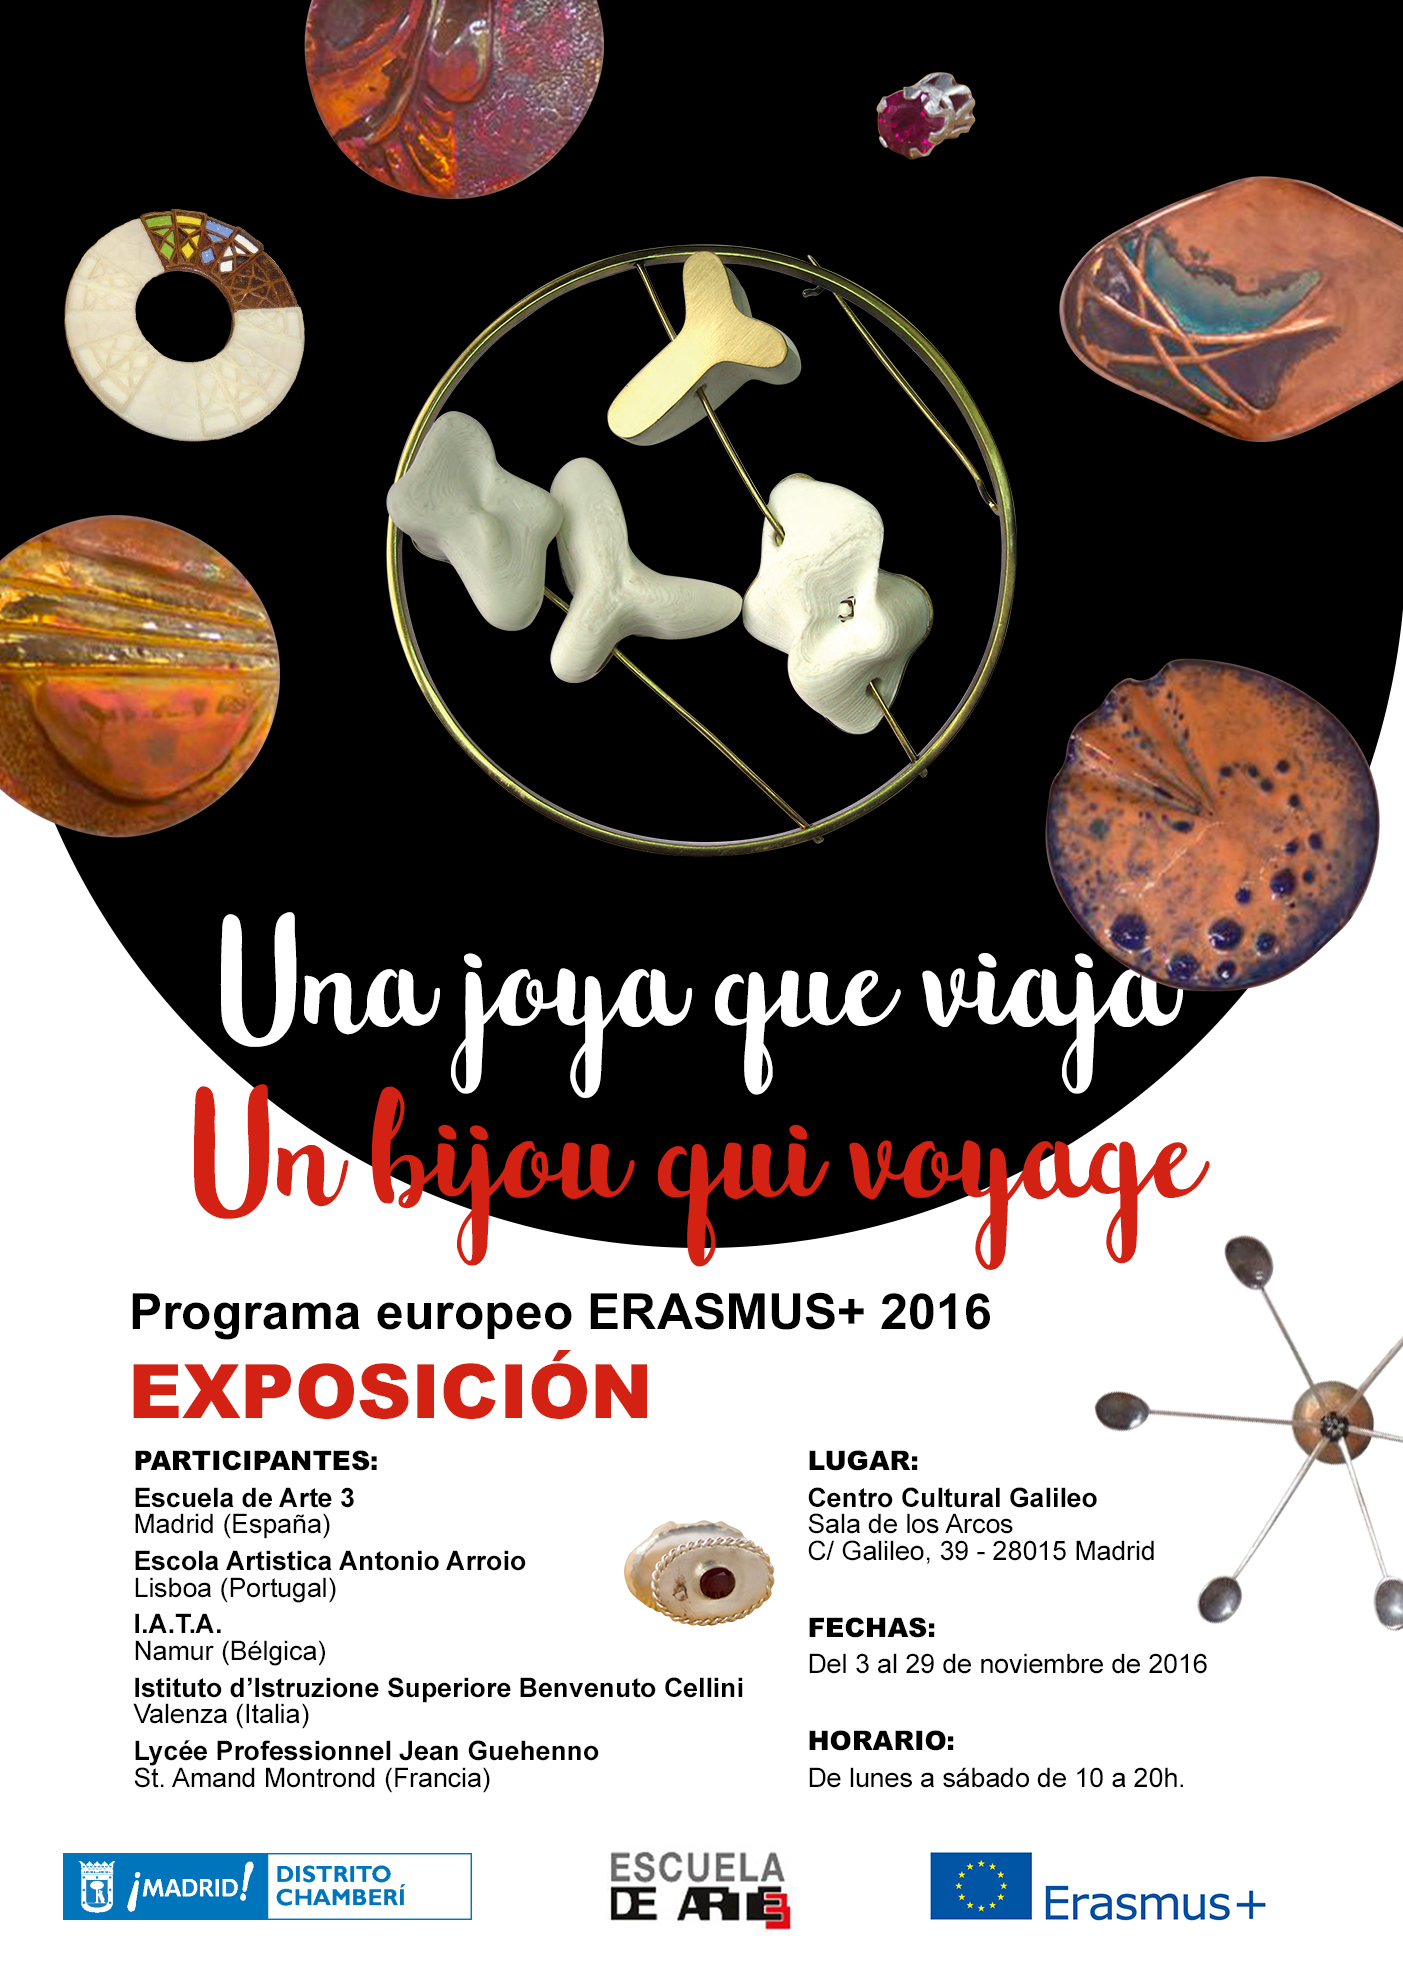 Una joya que viaja
Un bijou qui voyage
Programa europeo ERASMUS+ 2016
EXPOSICIÓN
PARTICIPANTES:
Escuela de Arte 3
Madrid (España)
Escola Artistica Antonio Arroio
Lisboa (Portugal)
I.A.T.A.
Namur (Bélgica)
Istituto d’Istruzione Superiore Benvenuto Cellini
Valenza (Italia)
Lycée Professionnel Jean Guehenno
St. Amand Montrond (Francia)
LUGAR:
Centro Cultural Galileo
Sala de los Arcos
C/ Galileo, 39 - 28015 Madrid
FECHAS:
Del 3 al 29 de noviembre de 2016
HORARIO:
De lunes a sábado de 10 a 20h.
¡MADRID!
DISTRITO
CHAMBERÍ
ESCUELA
DE ARTE3
Erasmus+